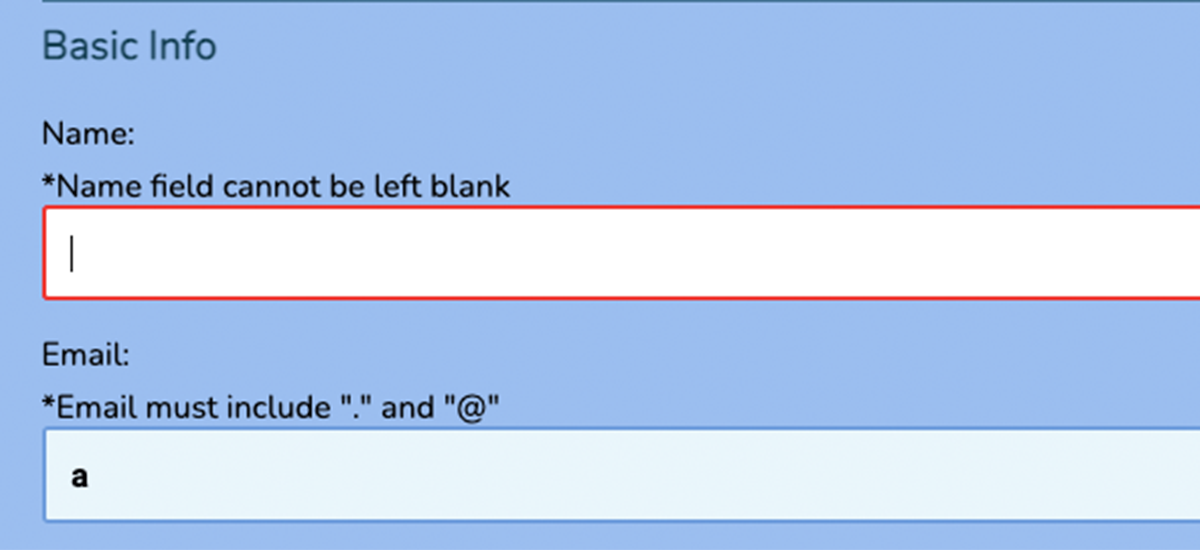 Basic Info
Name:
*Name field cannot be left blank
Email:
*Email must include "." and "@"
a